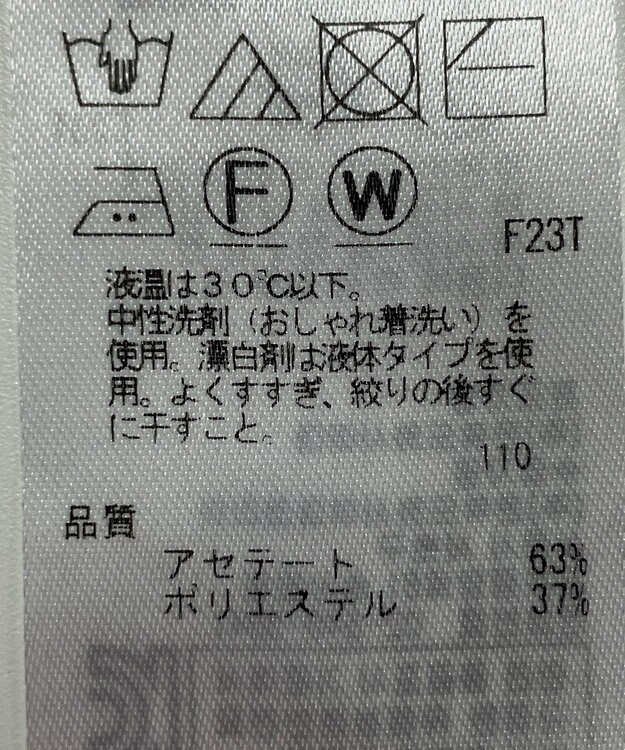 F W
F23T
液温は３０℃以下。
中性洗剤（おしゃれ着洗い）を
使用。漂白剤は液体タイプを使
用。よくすすぎ、絞りの後すぐ
に干すこと。
110
品質
アセテート 63%
ポリエステル 37%